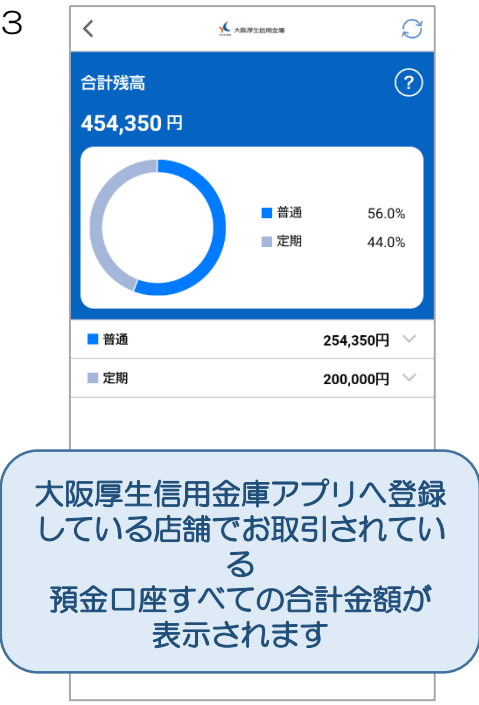 3
大阪厚生信用金庫
合計残高
?
454,350 円
普通 56.0%
定期 44.0%
普通 254,350円
定期 200,000円
大阪厚生信用金庫アプリへ登録
している店舗でお取引されてい
る
預金口座すべての合計金額が
表示されます